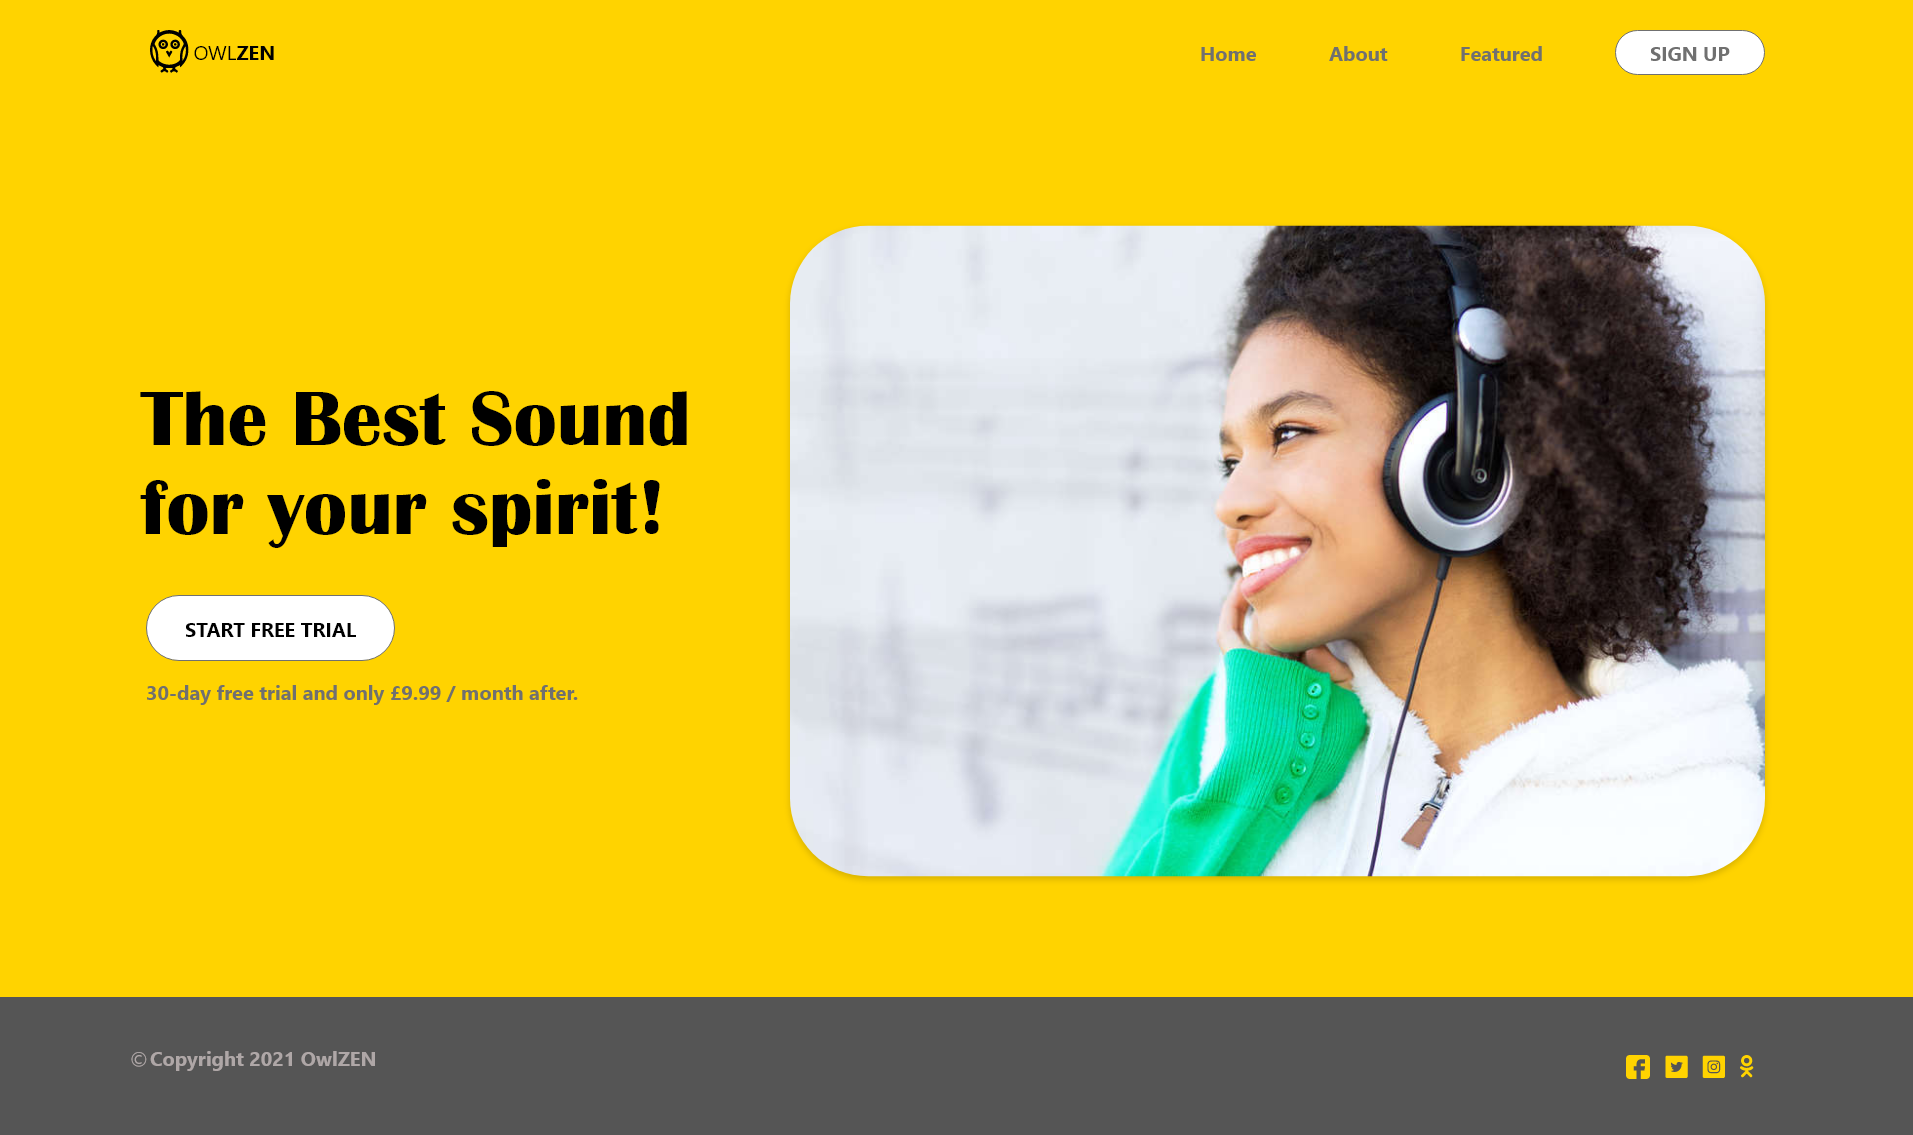 OWLZEN
Home
About
Featured
SIGN UP
The Best Sound
for your spirit!
START FREE TRIAL
30-day free trial and only £9.99 / month after.
© Copyright 2021 OwlZEN